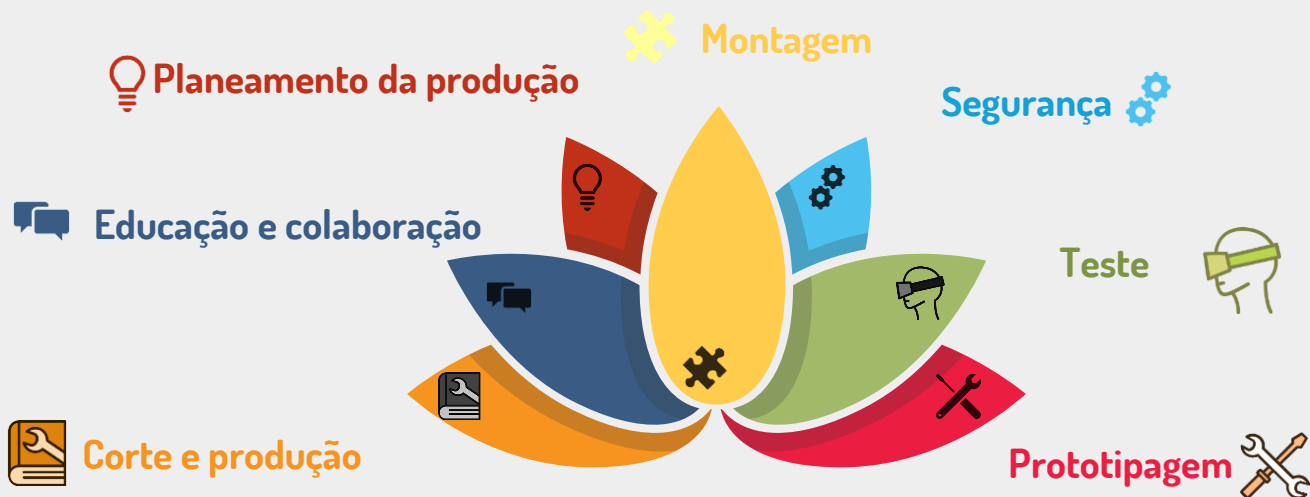 Montagem
Planeamento da produção
Segurança
Educação e colaboração
Teste
Corte e produção
Prototipagem